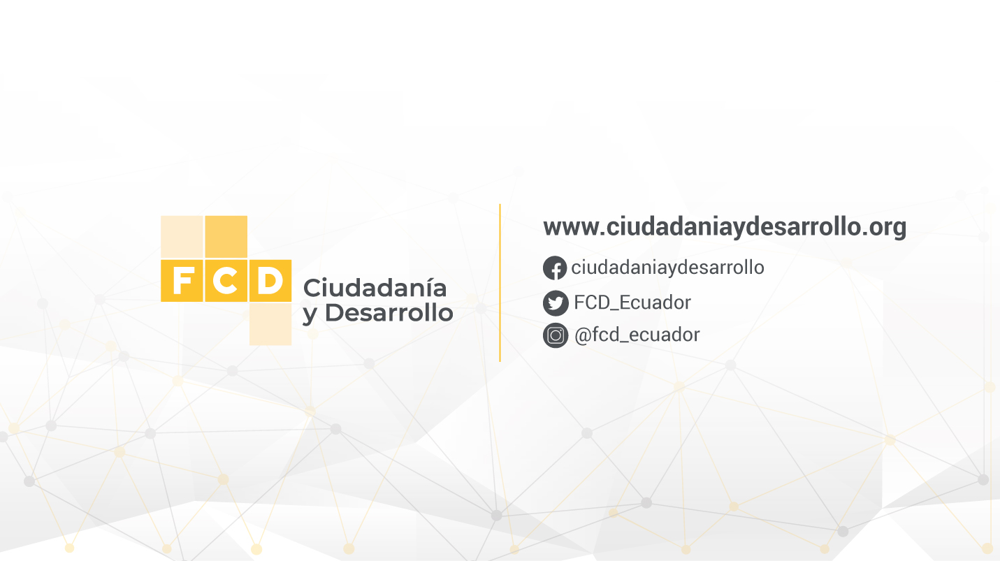 FCD
Ciudadanía
y Desarrollo
www.ciudadaniaydesarrollo.org
ciudadaniaydesarrollo
FCD_Ecuador
@fcd_ecuador